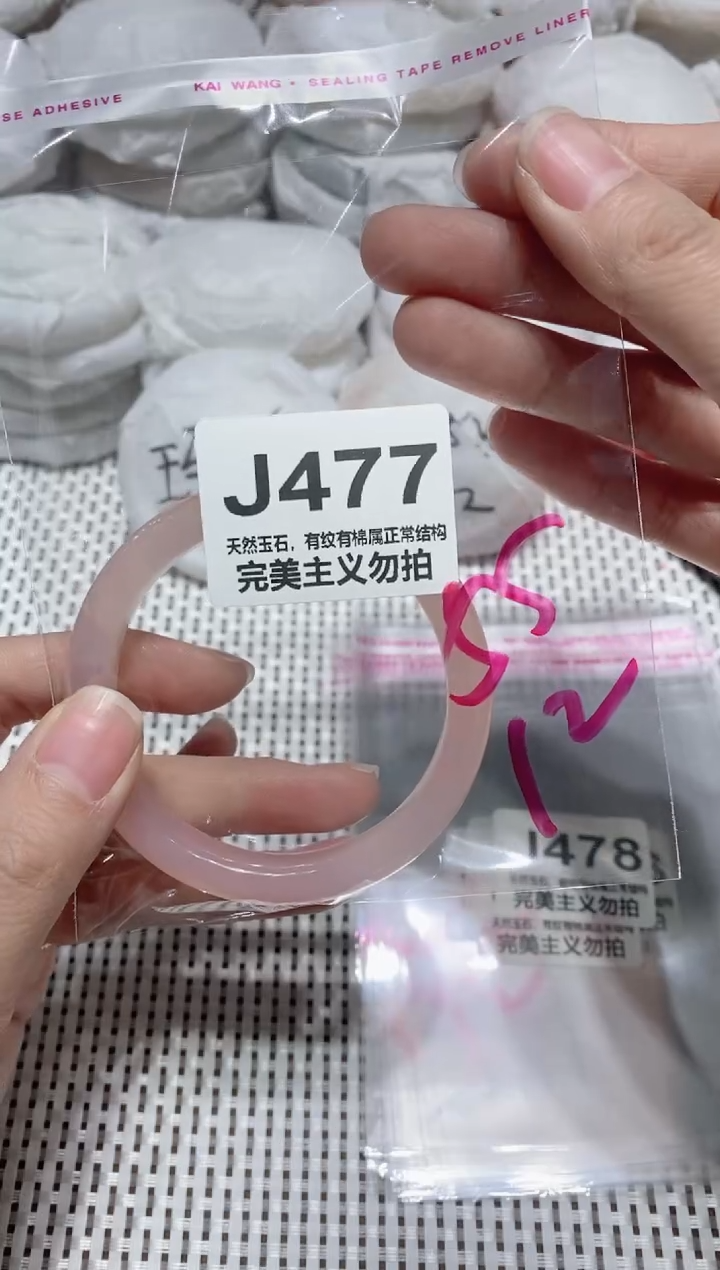 SE ADHESIVE
KAI WANG • SEALING TAPE REMOVE LINER
J477
天然玉石，有纹有棉属正常结构
完美主义勿拍
55
12
J478
完美主义勿拍
完美主义勿拍